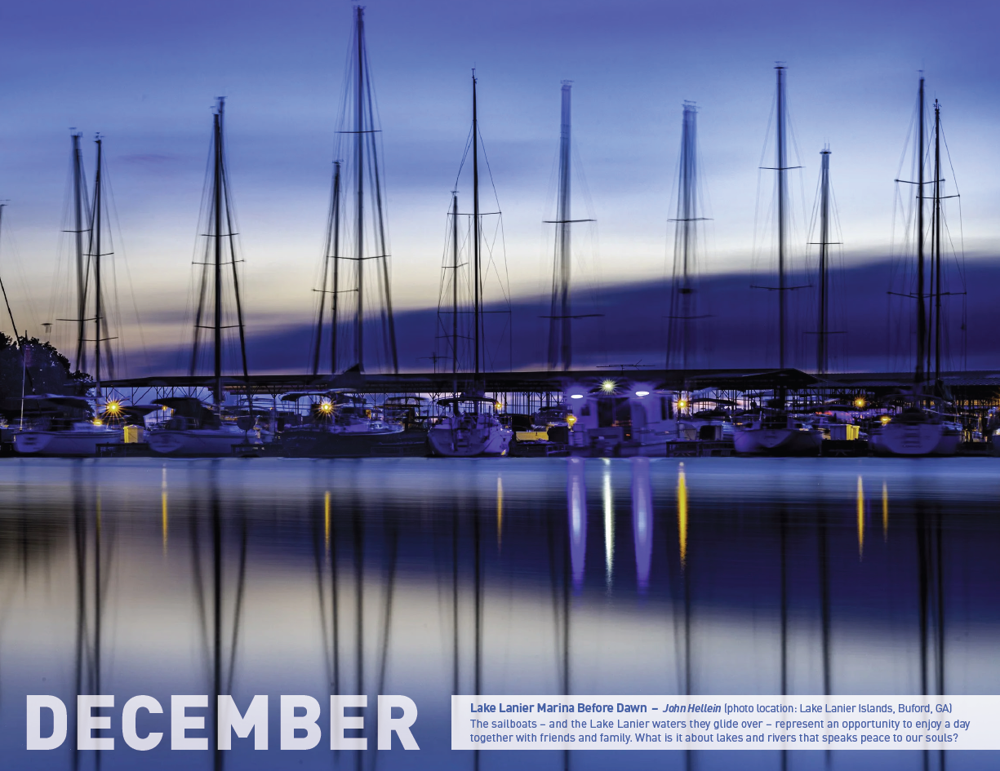 DECEMBER
Lake Lanier Marina Before Dawn – John Hellein (photo location: Lake Lanier Islands, Buford, GA)
The sailboats – and the Lake Lanier waters they glide over – represent an opportunity to enjoy a day
together with friends and family. What is it about lakes and rivers that speaks peace to our souls?